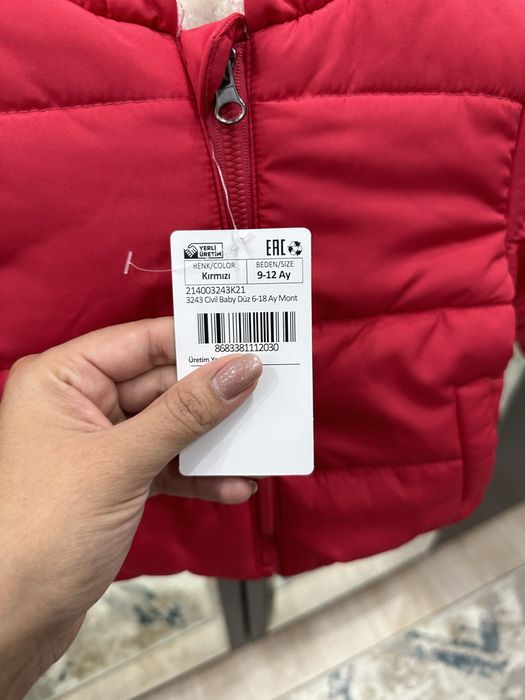 YERLİ
ÜRETİM
EAC
RENK/COLOR BEDEN/SIZE
Kırmızı 9-12 Ay
214003243K21
3243 Civil Baby Düz 6-18 Ay Mont
8683381112030
Üretim